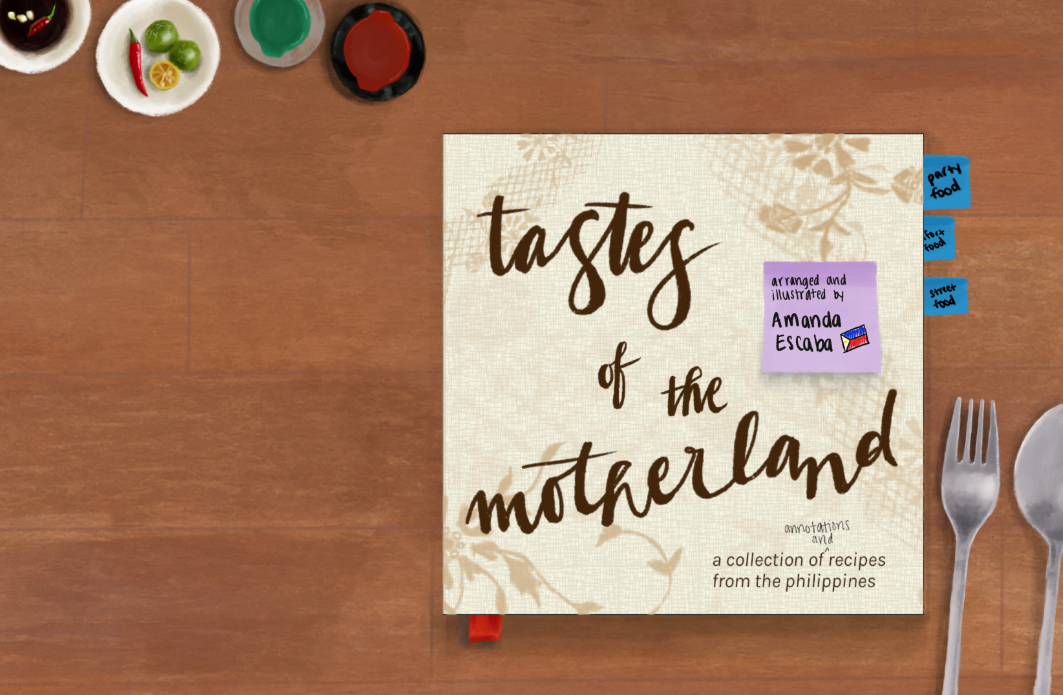 tastes
of the
motherland
arranged and
illustrated by
Amanda
Escaba
annotations
and
a collection of ^ recipes
from the philippines
party
food
fort
food
street
food